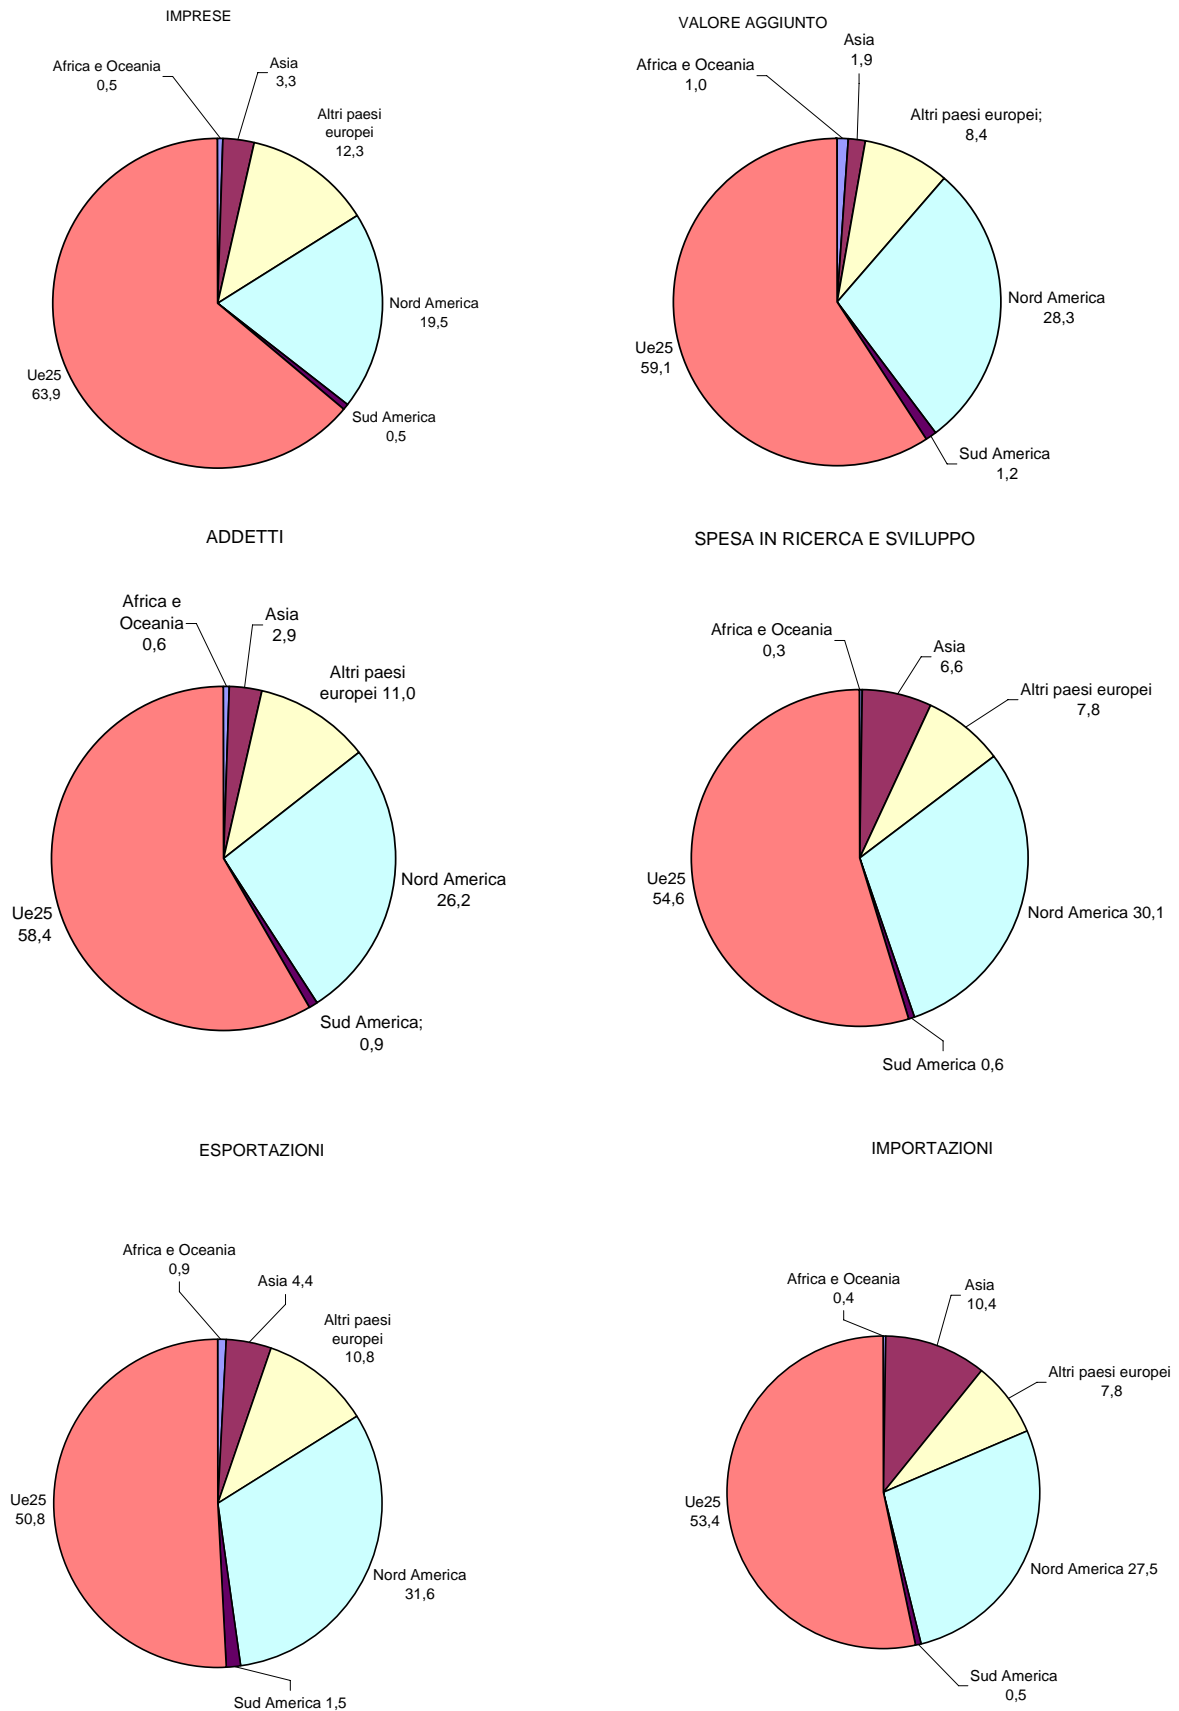 IMPRESE
Africa e Oceania
0,5
Asia
3,3
Altri paesi
europei
12,3
Nord America
19,5
Sud America
0,5
Ue25
63,9
VALORE AGGIUNTO
Africa e Oceania
1,0
Asia
1,9
Altri paesi europei;
8,4
Nord America
28,3
Sud America
1,2
Ue25
59,1
ADDETTI
Africa e
Oceania
0,6
Asia
2,9
Altri paesi
europei 11,0
Nord America
26,2
Sud America;
0,9
Ue25
58,4
SPESA IN RICERCA E SVILUPPO
Africa e Oceania
0,3
Asia
6,6
Altri paesi europei
7,8
Nord America 30,1
Sud America 0,6
Ue25
54,6
ESPORTAZIONI
Africa e Oceania
0,9
Asia 4,4
Altri paesi
europei
10,8
Nord America
31,6
Sud America 1,5
Ue25
50,8
IMPORTAZIONI
Africa e Oceania
0,4
Asia
10,4
Altri paesi europei
7,8
Nord America 27,5
Sud America
0,5
Ue25
53,4